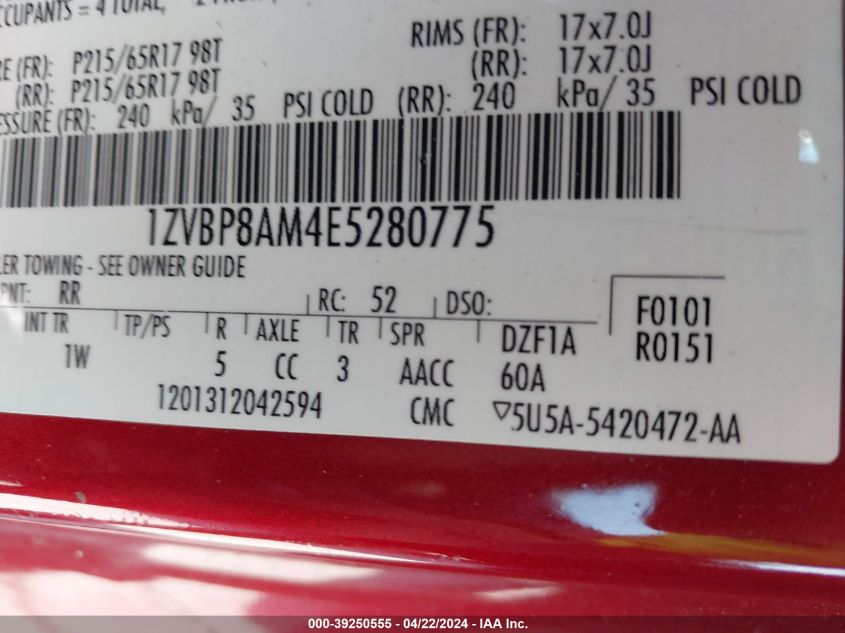 CCUPANTS = 4 TOTAL,
RE (FR): P215/65R17 98T RIMS (FR): 17x7.0J
(RR): P215/65R17 98T (RR): 17x7.0J
ESSURE (FR): 240 kPa/ 35 PSI COLD (RR): 240 kPa/ 35 PSI COLD
1ZVBP8AM4E5280775
LER TOWING - SEE OWNER GUIDE
PNT: RR RC: 52 DSO: F0101
INT TR TP/PS R AXLE TR SPR DZF1A R0151
1W 5 CC 3 AACC 60A
1201312042594 CMC ▽5U5A-5420472-AA
000-39250555 - 04/22/2024 - IAA Inc.